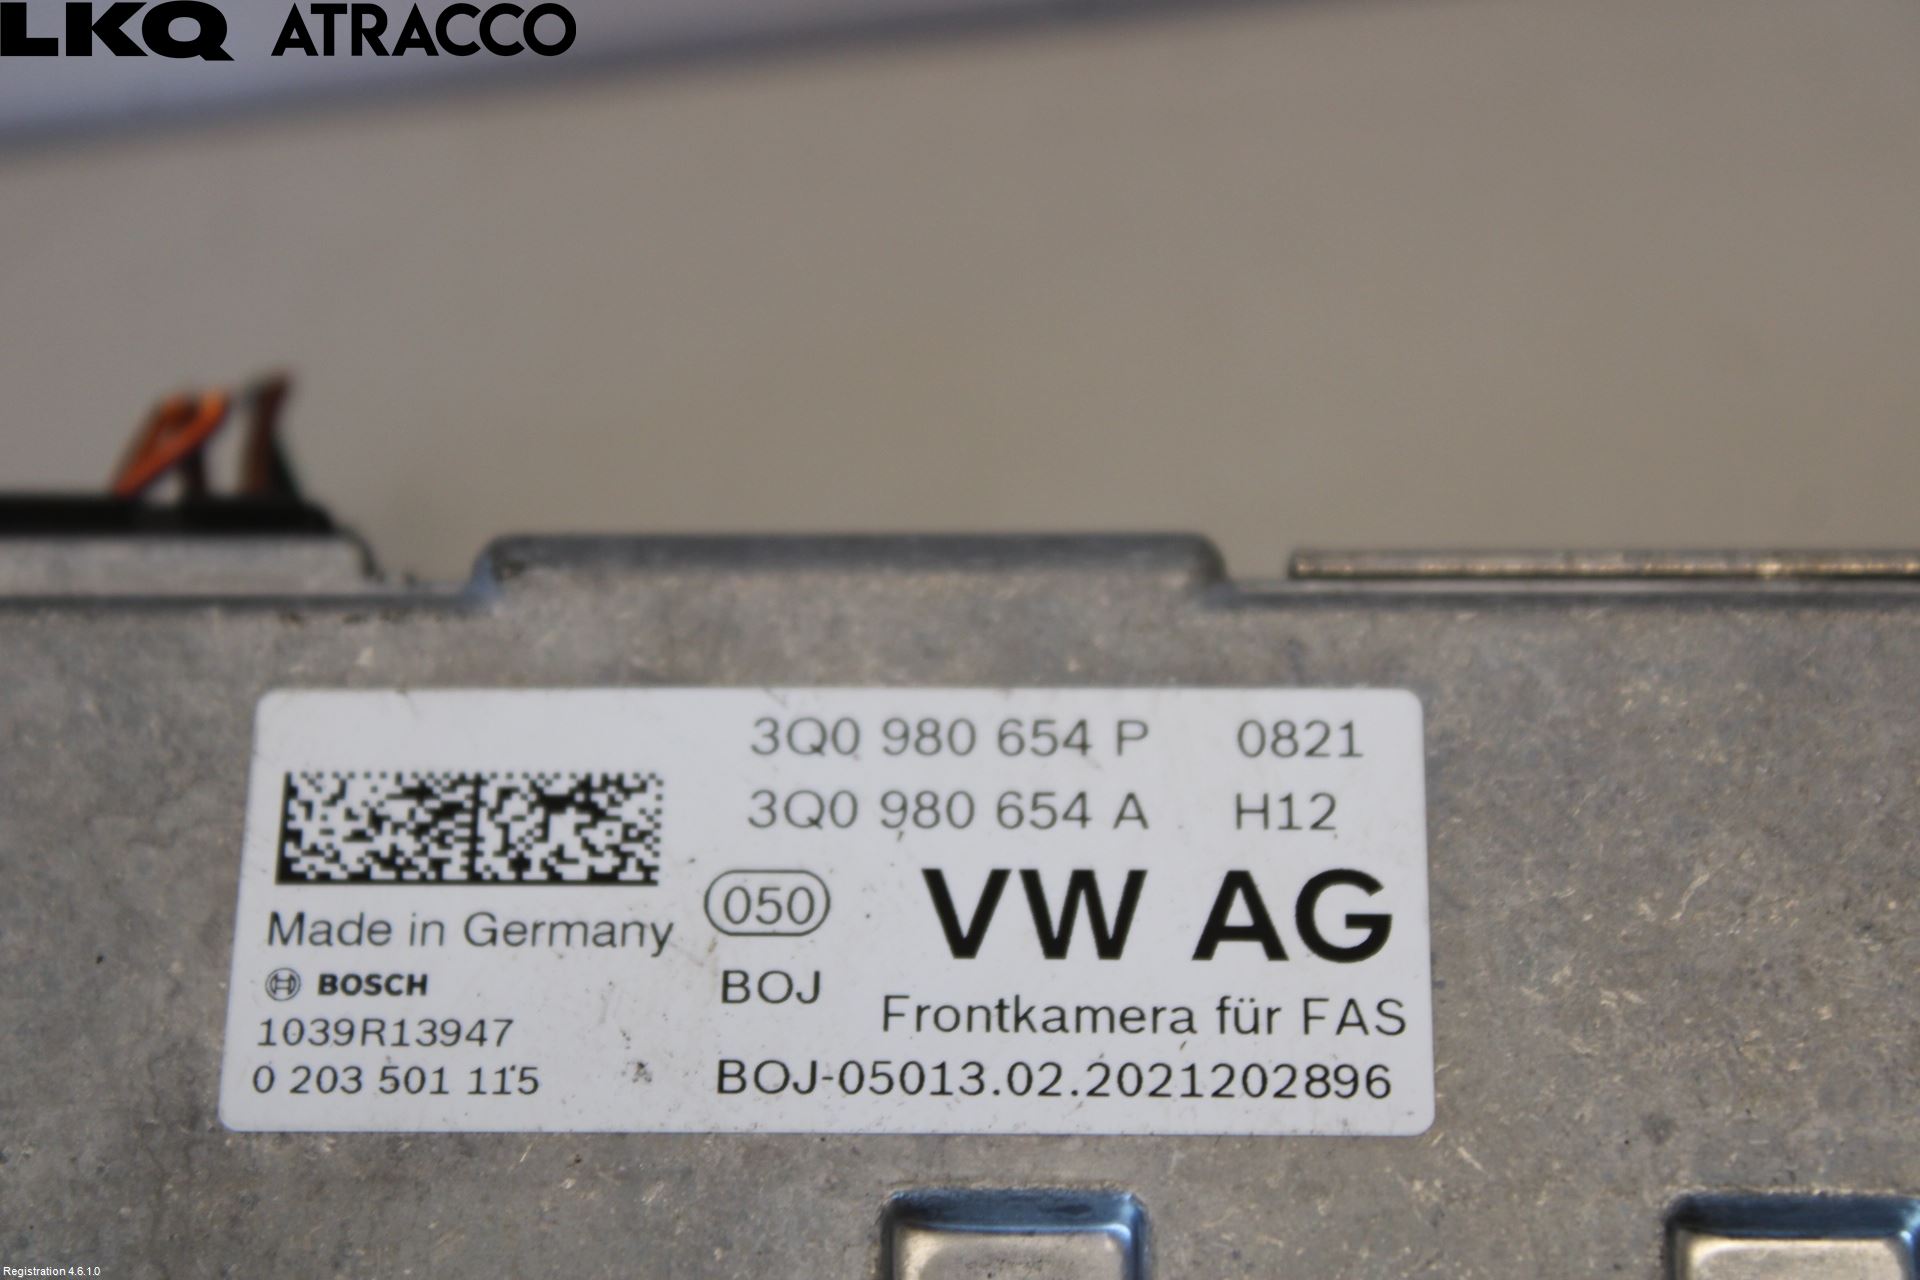 LKQ ATRACCO
3Q0 980 654 P 0821
3Q0 980 654 A H12
050
VW AG
Made in Germany
BOJ
BOSCH
Frontkamera für FAS
1039R13947
0 203 501 115
BOJ-05013.02.2021202896
Registration 4.6.1.0